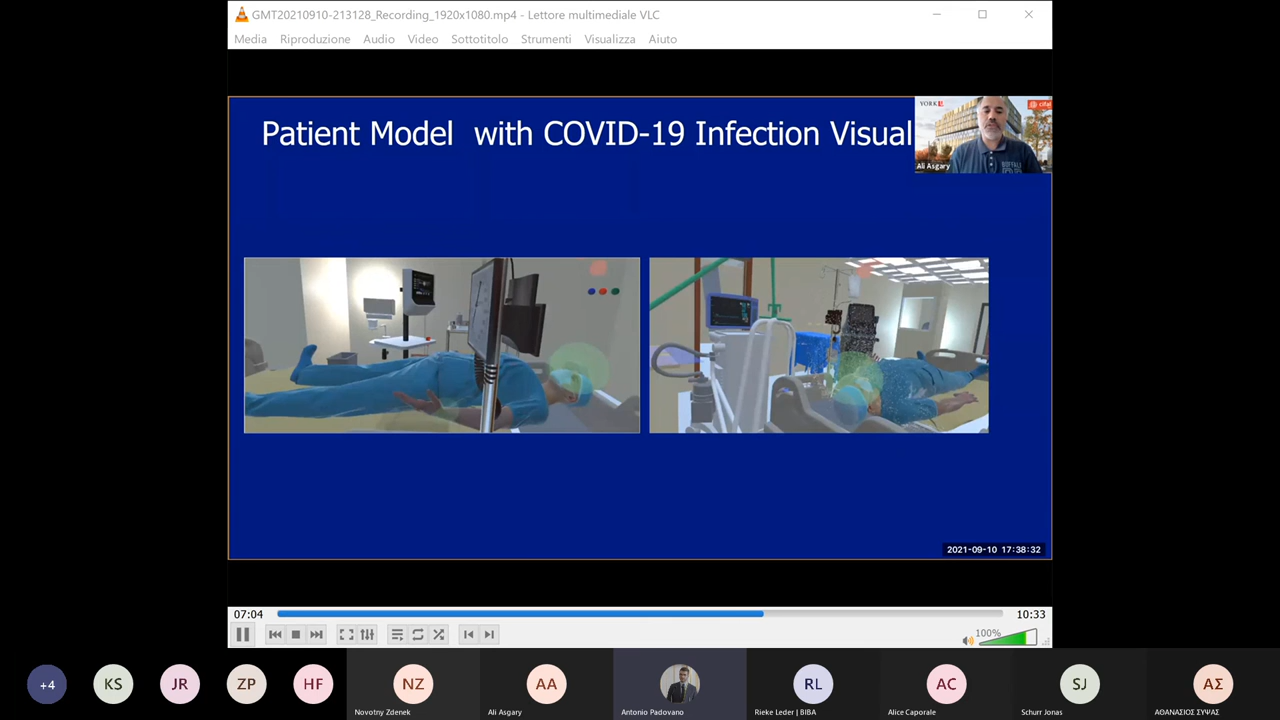 GMT20210910-213128_Recording_1920x1080.mp4 - Lettore multimediale VLC
Media Riproduzione Audio Video Sottotitolo Strumenti Visualizza Aiuto
Patient Model with COVID-19 Infection Visual
YORK U
cifal
Ali Asgary
2021-09-10 17:38:32
07:04
10:33
100%
+4
KS
JR
ZP
HF
NZ
AA
RL
AC
SJ
ΑΣ
Novotny Zdenek
Ali Asgary
Antonio Padovano
Rieke Leder | BIBA
Alice Caporale
Schurr Jonas
ΑΘΑΝΑΣΙΟΣ ΣΥΨΑΣ